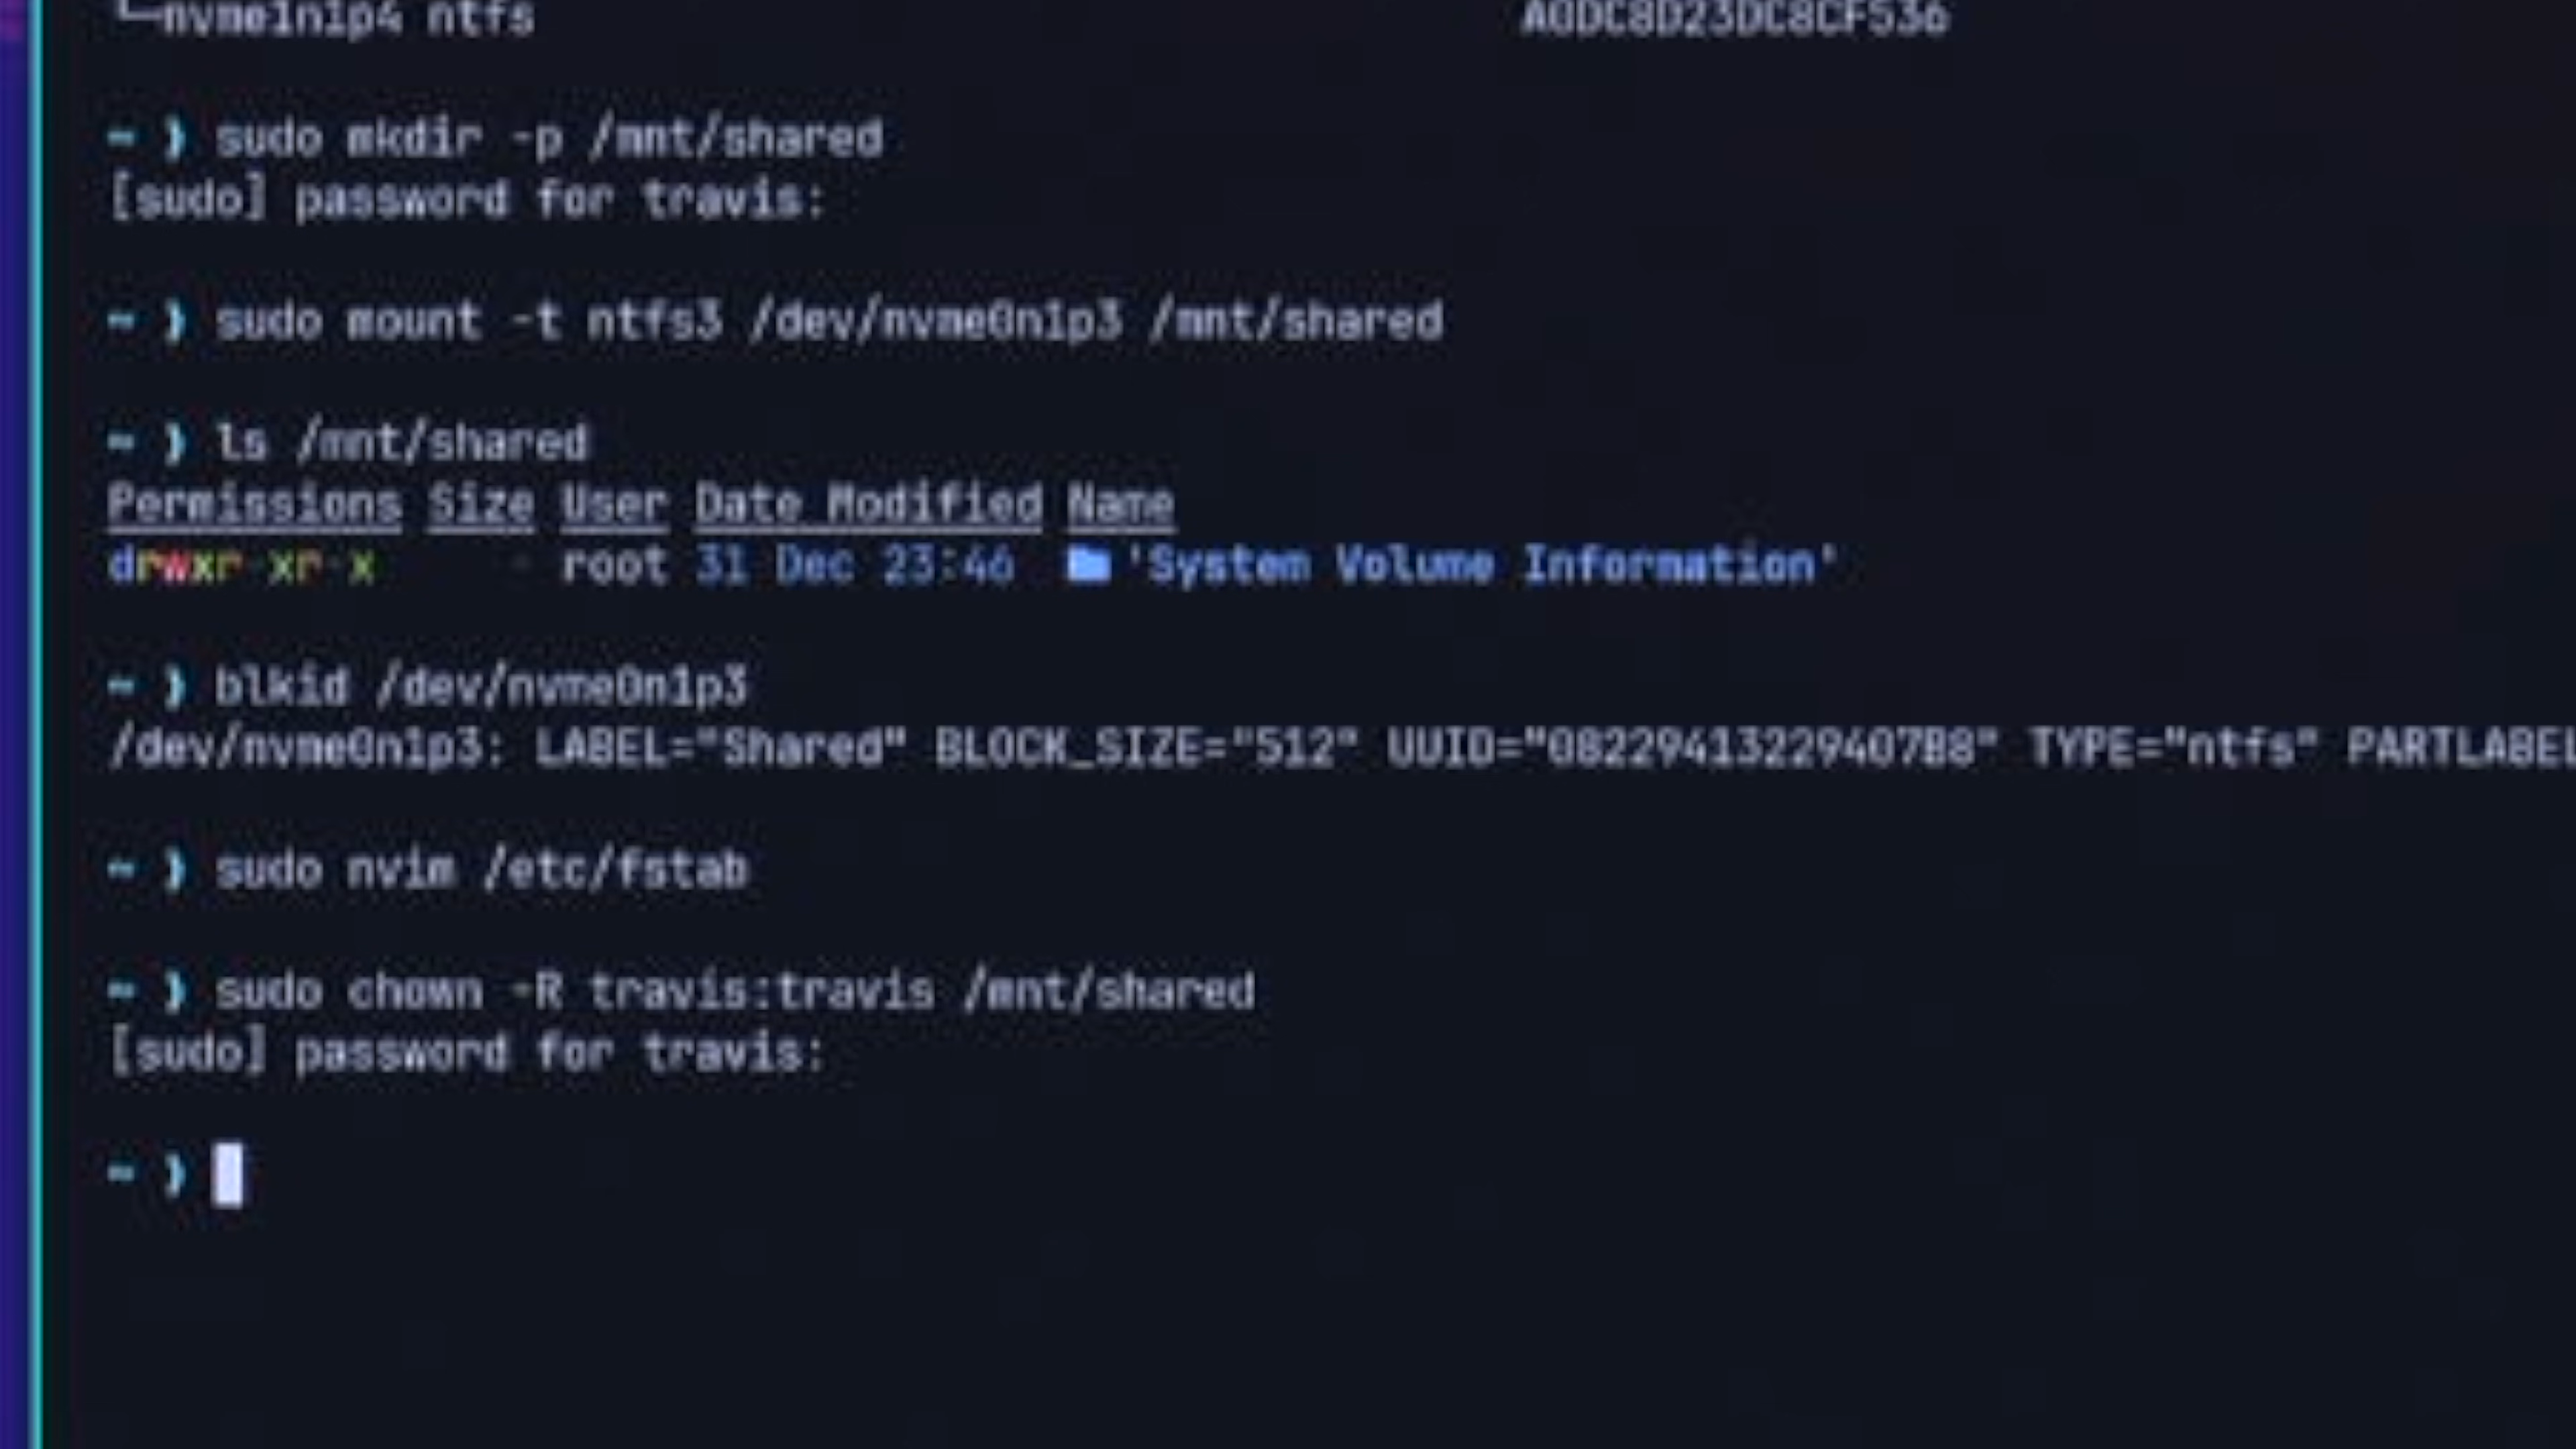 └─nvme1n1p4 ntfs A0DC8D23DC8CF536
~ ❯ sudo mkdir -p /mnt/shared
[sudo] password for travis:
~ ❯ sudo mount -t ntfs3 /dev/nvme0n1p3 /mnt/shared
~ ❯ ls /mnt/shared
Permissions Size User Date Modified Name
drwxr-xr-x - root 31 Dec 23:46 'System Volume Information'
~ ❯ blkid /dev/nvme0n1p3
/dev/nvme0n1p3: LABEL="Shared" BLOCK_SIZE="512" UUID="08229413229407B8" TYPE="ntfs" PARTLABEL
~ ❯ sudo nvim /etc/fstab
~ ❯ sudo chown -R travis:travis /mnt/shared
[sudo] password for travis:
~ ❯